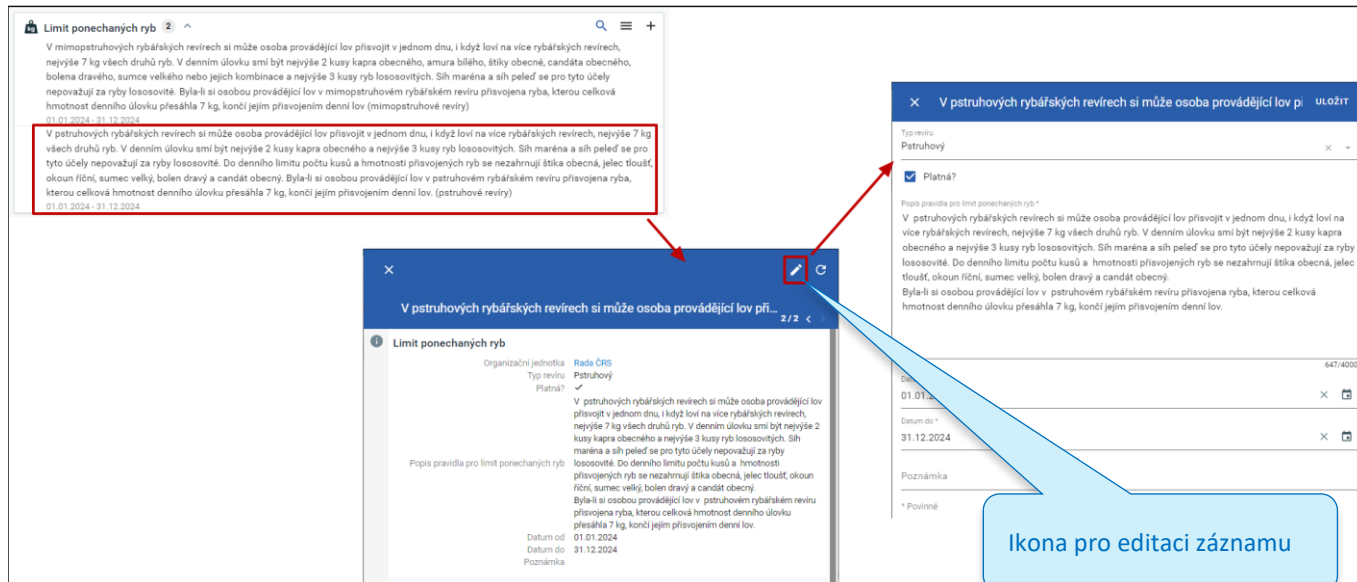 Limit ponechaných ryb 2
V mimopstruhových rybářských revírech si může osoba provádějící lov přisvojit v jednom dnu, i když loví na více rybářských revírech,
nejvýše 7 kg všech druhů ryb. V denním úlovku smí být nejvýše 2 kusy kapra obecného, amura bílého, štiky obecné, candáta obecného,
bolena dravého, sumce velkého nebo jejich kombinace a nejvýše 3 kusy ryb lososovitých. Síh maréna a síh peleď se pro tyto účely
nepovažují za ryby lososovité. Byla-li si osobou provádějící lov v mimopstruhovém rybářském revíru přisvojena ryba, kterou celková
hmotnost denního úlovku přesáhla 7 kg, končí jejím přisvojením denní lov (mimopstruhové revíry)
01.01.2024 - 31.12.2024
V pstruhových rybářských revírech si může osoba provádějící lov přisvojit v jednom dnu, i když loví na více rybářských revírech, nejvýše 7 kg
všech druhů ryb. V denním úlovku smí být nejvýše 2 kusy kapra obecného a nejvýše 3 kusy ryb lososovitých. Síh maréna a síh peleď se pro
tyto účely nepovažují za ryby lososovité. Do denního limitu počtu kusů a hmotnosti přisvojených ryb se nezahrnují štika obecná, jelec tloušť,
okoun říční, sumec velký, bolen dravý a candát obecný. Byla-li si osobou provádějící lov v pstruhovém rybářském revíru přisvojena ryba,
kterou celková hmotnost denního úlovku přesáhla 7 kg, končí jejím přisvojením denní lov. (pstruhové revíry)
01.01.2024 - 31.12.2024
V pstruhových rybářských revírech si může osoba provádějící lov při...
2 / 2
Limit ponechaných ryb
Organizační jednotka Rada ČRS
Typ revíru Pstruhový
Platná?
V pstruhových rybářských revírech si může osoba provádějící lov
přisvojit v jednom dnu, i když loví na více rybářských revírech,
nejvýše 7 kg všech druhů ryb. V denním úlovku smí být nejvýše 2
kusy kapra obecného a nejvýše 3 kusy ryb lososovitých. Síh
maréna a síh peleď se pro tyto účely nepovažují za ryby
Popis pravidla pro limit ponechaných ryb lososovité. Do denního limitu počtu kusů a hmotnosti
přisvojených ryb se nezahrnují štika obecná, jelec tloušť, okoun
říční, sumec velký, bolen dravý a candát obecný.
Byla-li si osobou provádějící lov v pstruhovém rybářském revíru
přisvojena ryba, kterou celková hmotnost denního úlovku
přesáhla 7 kg, končí jejím přisvojením denní lov.
Datum od 01.01.2024
Datum do 31.12.2024
Poznámka
V pstruhových rybářských revírech si může osoba provádějící lov při ULOŽIT
Typ revíru
Pstruhový
Platná?
Popis pravidla pro limit ponechaných ryb *
V pstruhových rybářských revírech si může osoba provádějící lov přisvojit v jednom dnu, i když loví na
více rybářských revírech, nejvýše 7 kg všech druhů ryb. V denním úlovku smí být nejvýše 2 kusy kapra
obecného a nejvýše 3 kusy ryb lososovitých. Síh maréna a síh peleď se pro tyto účely nepovažují za ryby
lososovité. Do denního limitu počtu kusů a hmotnosti přisvojených ryb se nezahrnují štika obecná, jelec
tloušť, okoun říční, sumec velký, bolen dravý a candát obecný.
Byla-li si osobou provádějící lov v pstruhovém rybářském revíru přisvojena ryba, kterou celková
hmotnost denního úlovku přesáhla 7 kg, končí jejím přisvojením denní lov.
647/4000
Datum do *
31.12.2024
Poznámka
* Povinné
Ikona pro editaci záznamu